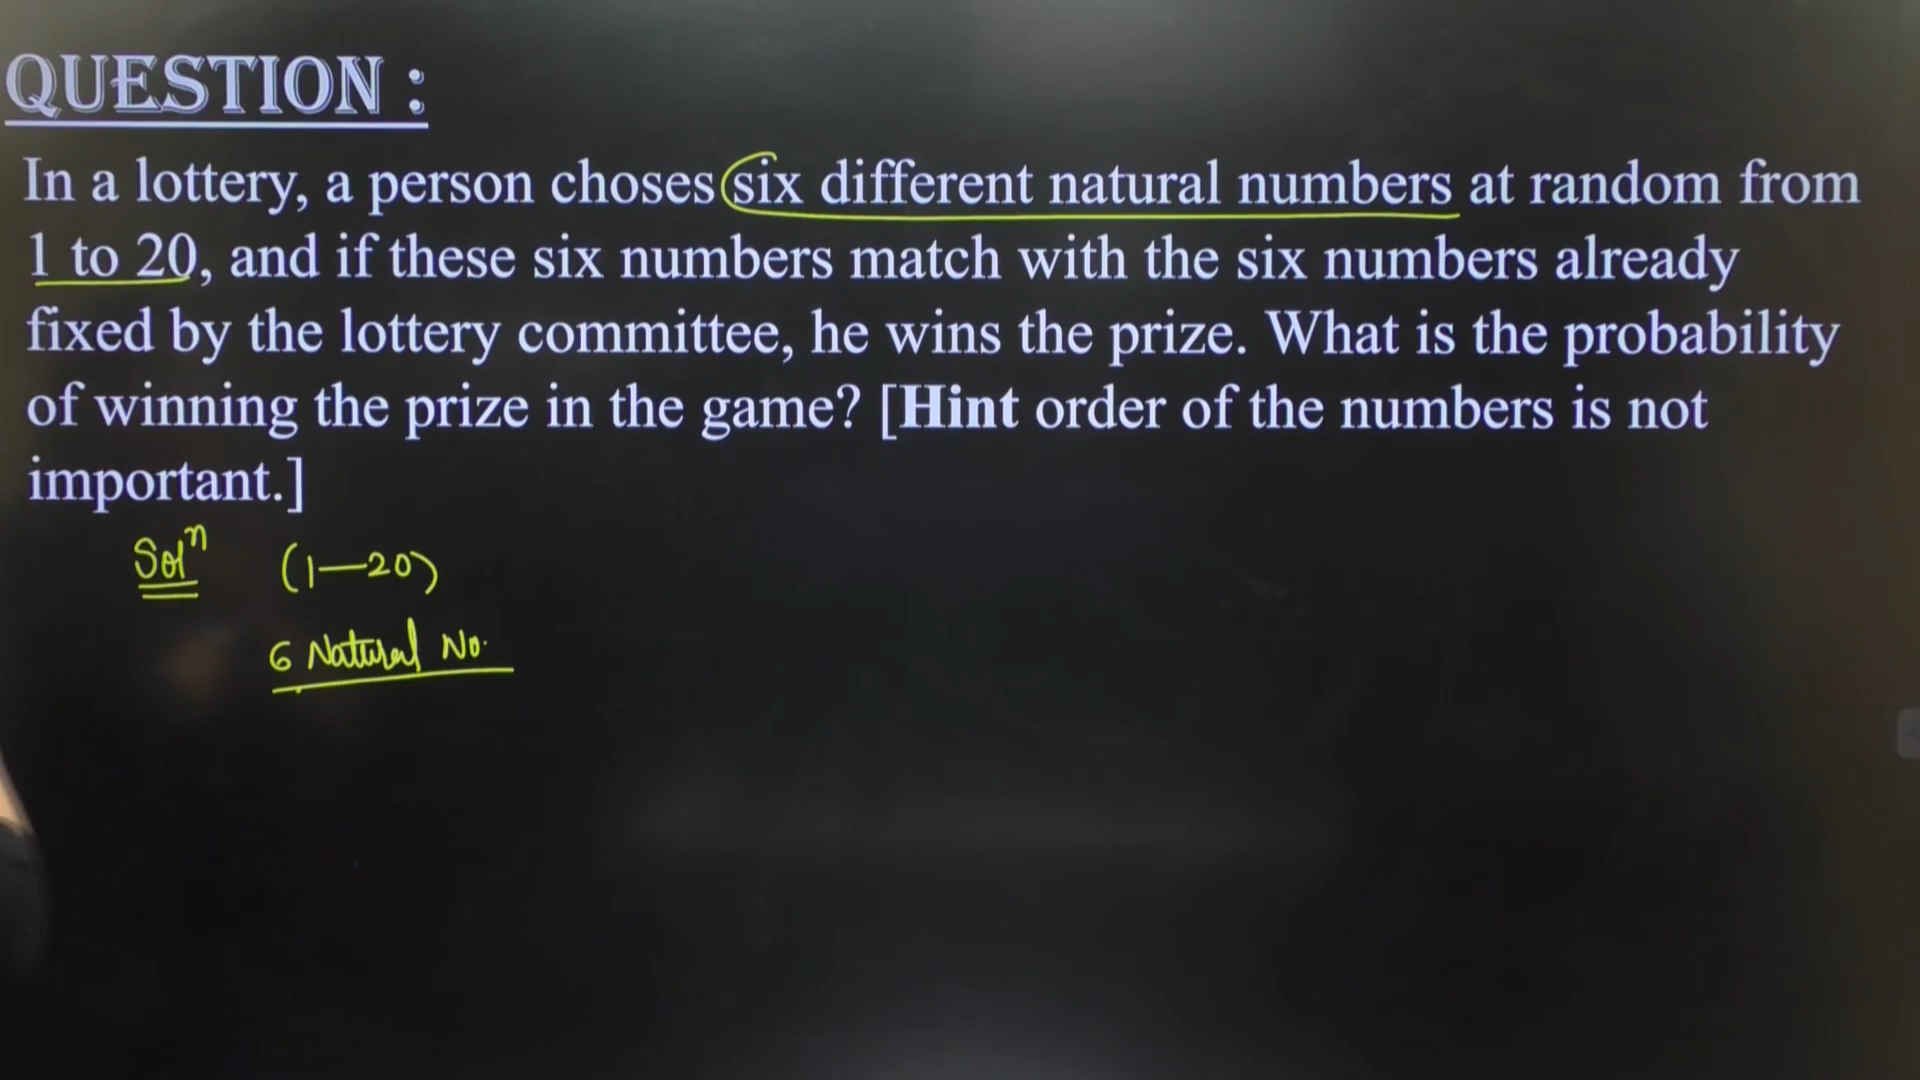 QUESTION :
In a lottery, a person choses six different natural numbers at random from
1 to 20, and if these six numbers match with the six numbers already
fixed by the lottery committee, he wins the prize. What is the probability
of winning the prize in the game? [Hint order of the numbers is not
important.]
Solⁿ (1—20)
6 Natural No.